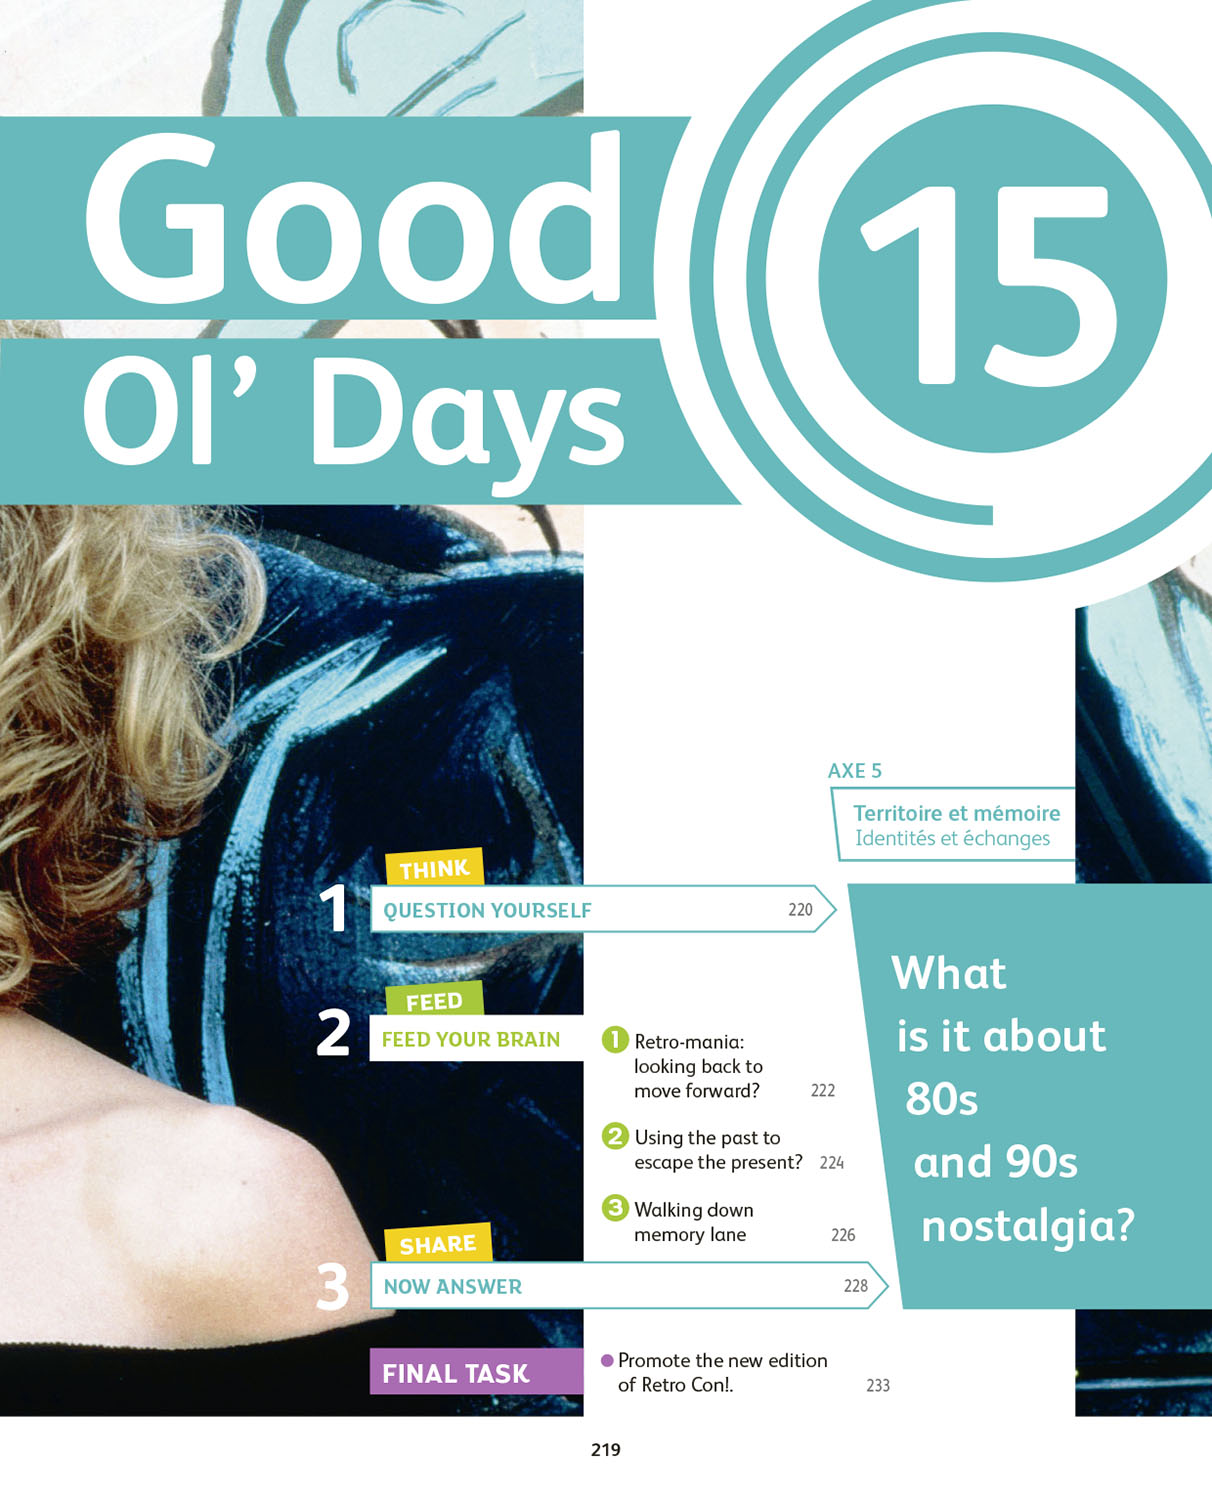 Good
Ol’ Days
15
AXE 5
Territoire et mémoire
Identités et échanges
THINK
1
QUESTION YOURSELF 220
FEED
2
FEED YOUR BRAIN
1 Retro-mania:
looking back to
move forward? 222
2 Using the past to
escape the present? 224
3 Walking down
memory lane 226
SHARE
3
NOW ANSWER 228
What
is it about
80s
and 90s
nostalgia?
FINAL TASK
• Promote the new edition
of Retro Con!. 233
219